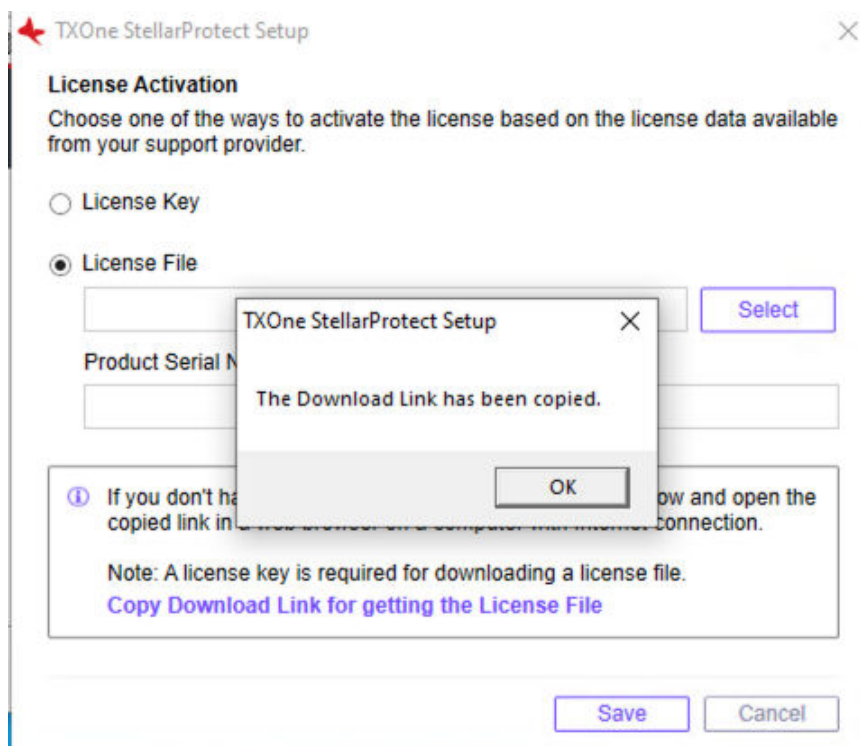 TXOne StellarProtect Setup
License Activation
Choose one of the ways to activate the license based on the license data available
from your support provider.
License Key
License File
Select
TXOne StellarProtect Setup
The Download Link has been copied.
OK
Product Serial
If you don't
and open the
copied link in
connection.
Note: A license key is required for downloading a license file.
Copy Download Link for getting the License File
Save
Cancel